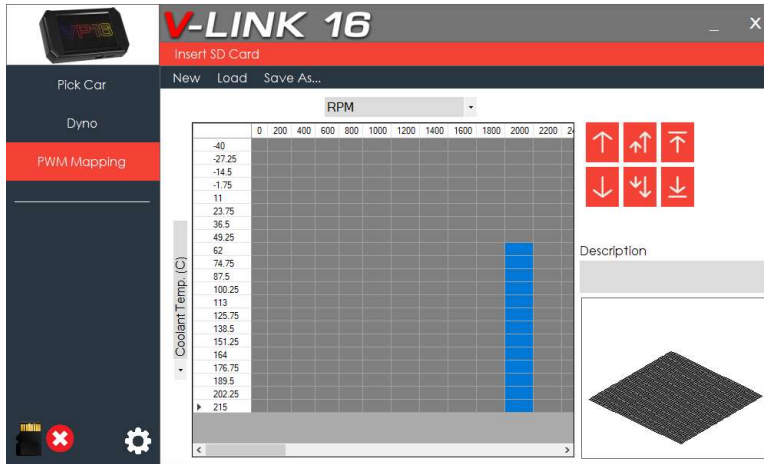 VP16
V-LINK 16
_ X
Insert SD Card
New Load Save As...
Pick Car
Dyno
PWM Mapping
RPM
0 200 400 600 800 1000 1200 1400 1600 1800 2000 2200 24
-40
-27.25
-14.5
-1.75
11
23.75
36.5
49.25
62
74.75
87.5
100.25
113
125.75
138.5
151.25
164
176.75
189.5
202.25
215
Coolant Temp. (C)
Description